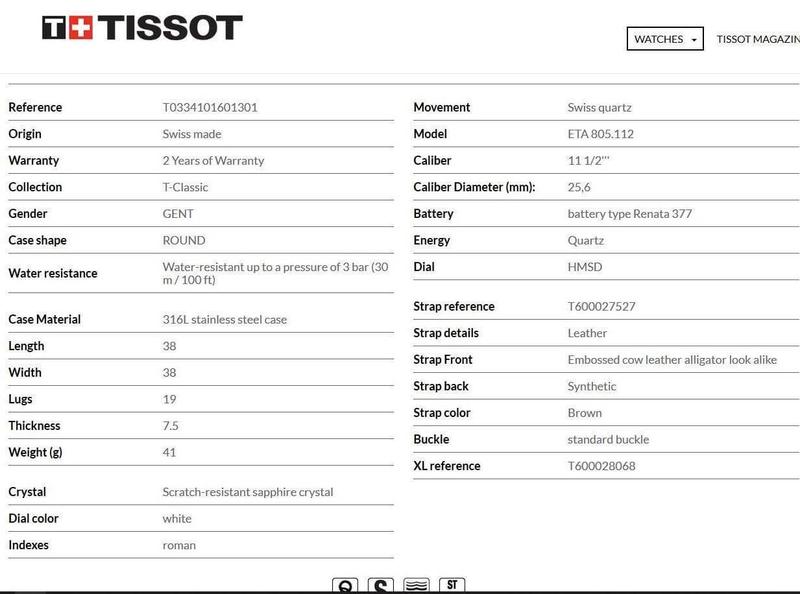 T+ TISSOT
WATCHES
TISSOT MAGAZIN
Reference T0334101601301
Origin Swiss made
Warranty 2 Years of Warranty
Collection T-Classic
Gender GENT
Case shape ROUND
Water resistance Water-resistant up to a pressure of 3 bar (30
m / 100 ft)
Case Material 316L stainless steel case
Length 38
Width 38
Lugs 19
Thickness 7.5
Weight (g) 41
Crystal Scratch-resistant sapphire crystal
Dial color white
Indexes roman
Movement Swiss quartz
Model ETA 805.112
Caliber 11 1/2'''
Caliber Diameter (mm): 25,6
Battery battery type Renata 377
Energy Quartz
Dial HMSD
Strap reference T600027527
Strap details Leather
Strap Front Embossed cow leather alligator look alike
Strap back Synthetic
Strap color Brown
Buckle standard buckle
XL reference T600028068
Q S ST